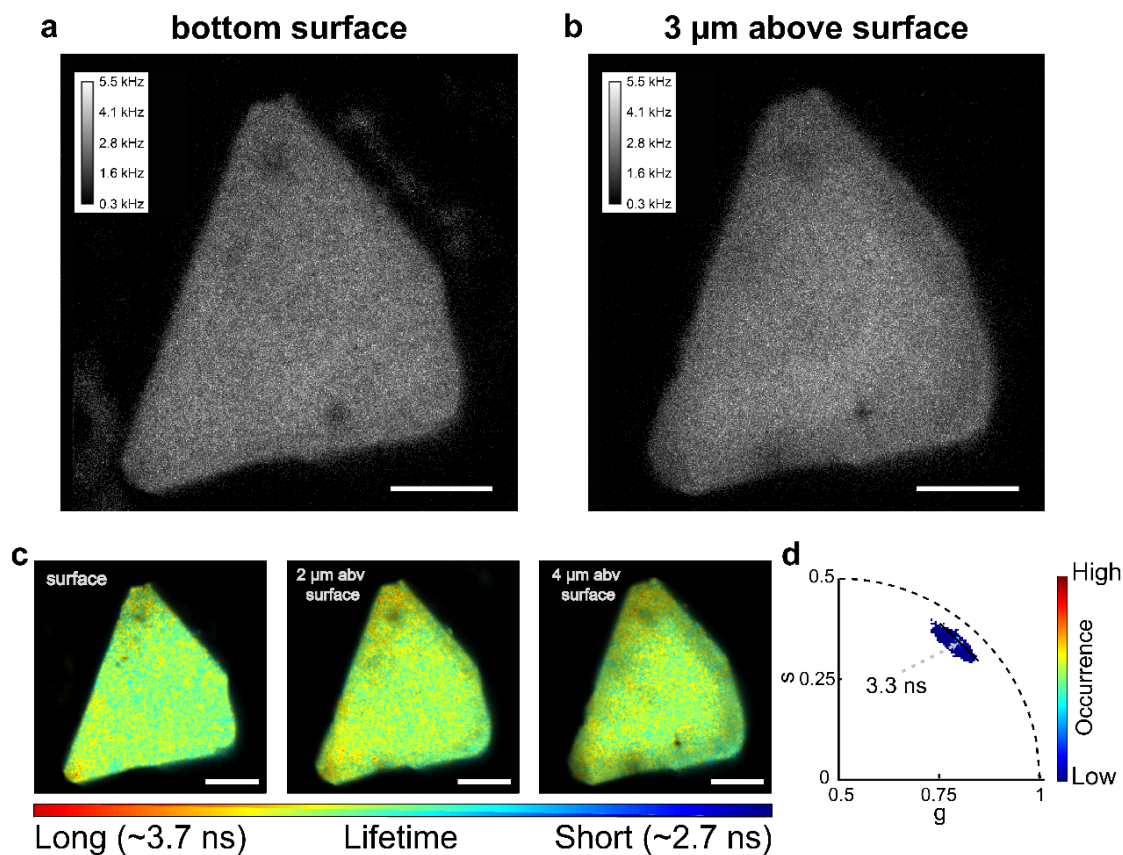 a
bottom surface
b
3 µm above surface
5.5 kHz
4.1 kHz
2.8 kHz
1.6 kHz
0.3 kHz
5.5 kHz
4.1 kHz
2.8 kHz
1.6 kHz
0.3 kHz
c
surface
2 µm abv
surface
4 µm abv
surface
Long (~3.7 ns)
Lifetime
Short (~2.7 ns)
d
0.5
s
0.25
0
0.5
0.75
1
g
3.3 ns
High
Occurrence
Low